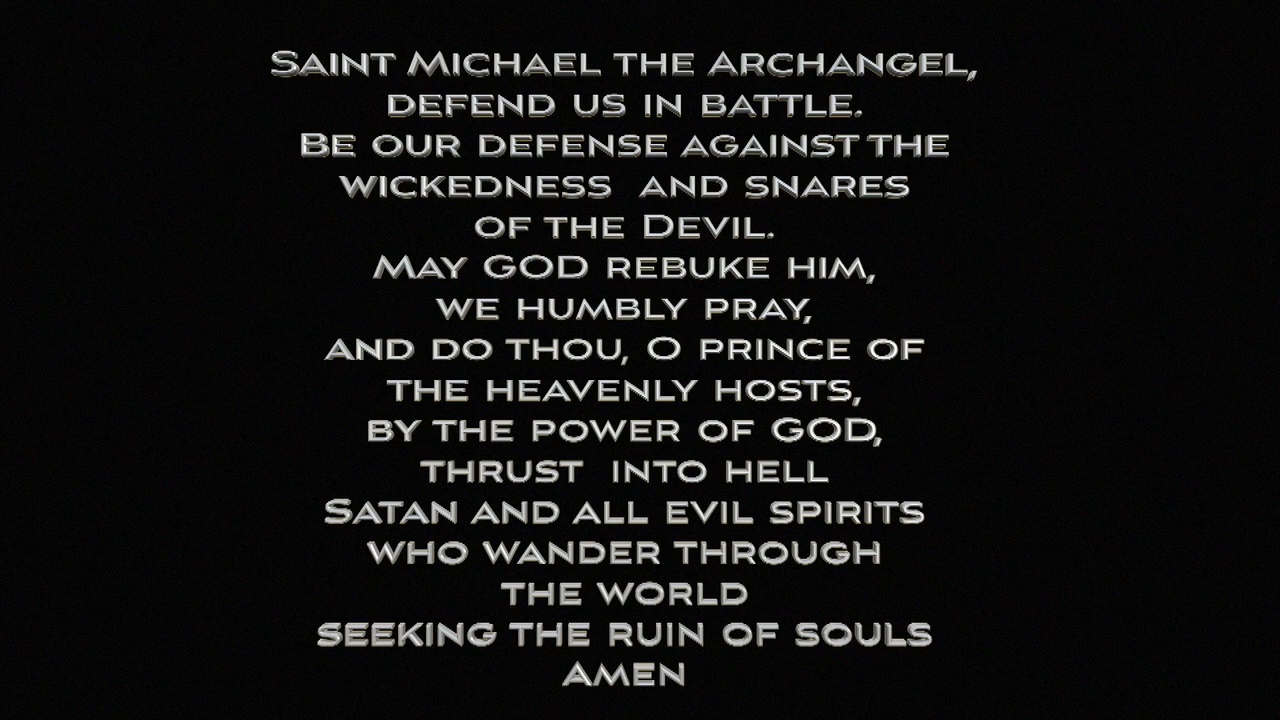 Saint Michael the Archangel,
defend us in battle.
Be our defense against the
wickedness and snares
of the Devil.
May GOD rebuke him,
we humbly pray,
and do thou, O prince of
the heavenly hosts,
by the power of GOD,
thrust into hell
Satan and all evil spirits
who wander through
the world
seeking the ruin of souls
Amen